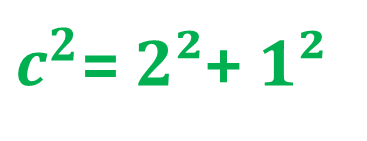 c² = 2² + 1²